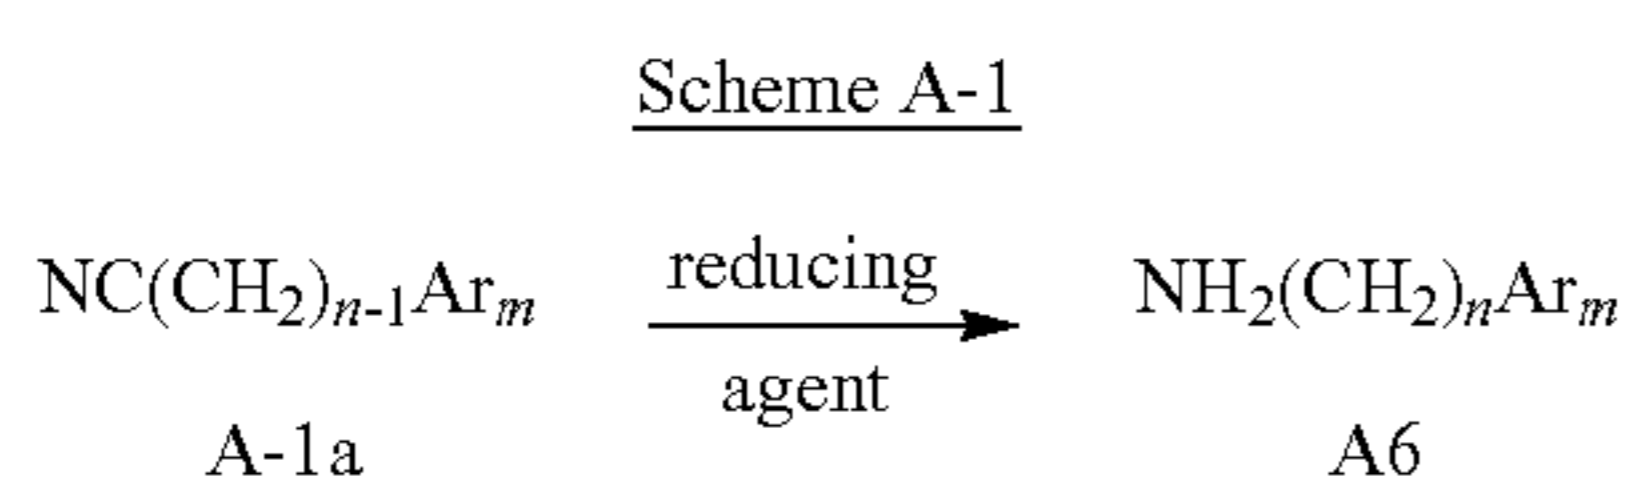 Scheme A-1
NC(CH₂)ₙ₋₁Arₘ reducing agent NH₂(CH₂)ₙArₘ
A-1a A6